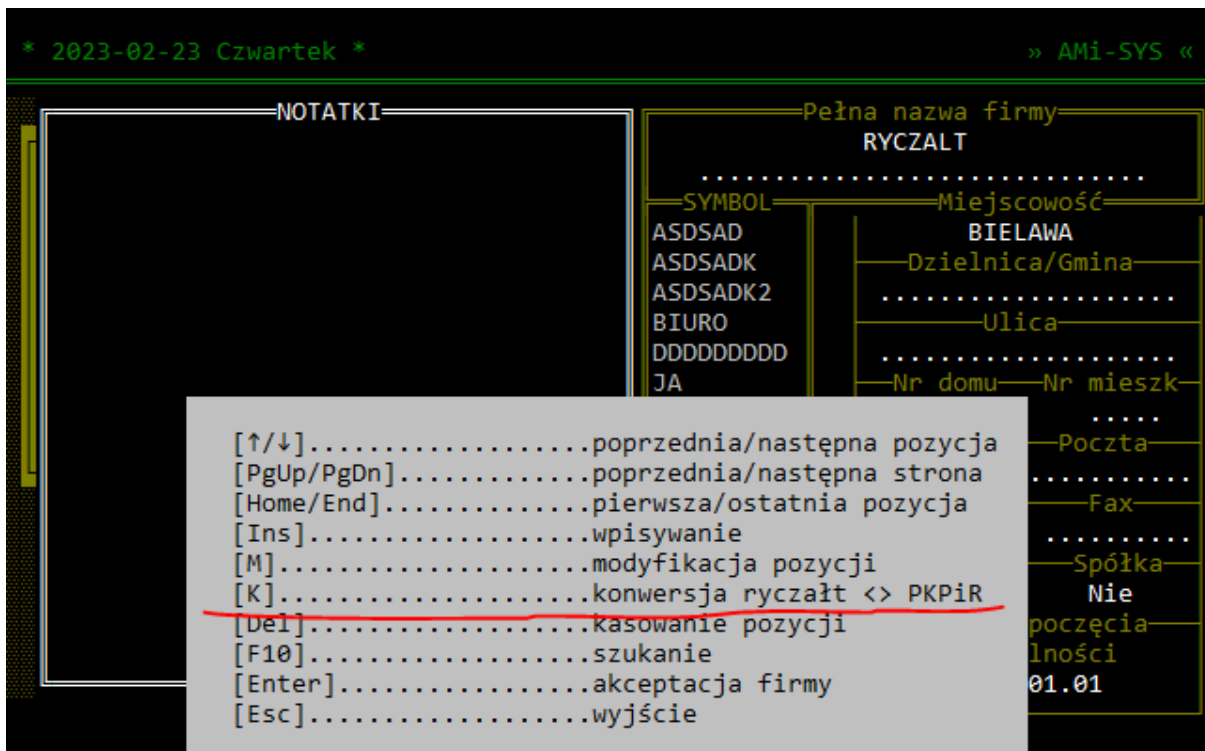 * 2023-02-23 Czwartek * » AMi-SYS «
NOTATKI
Pełna nazwa firmy
RYCZALT
..............................
SYMBOL
Miejscowość
ASDSAD
BIELAWA
ASDSADK
Dzielnica/Gmina
ASDSADK2
....................
BIURO
Ulica
DDDDDDDDD
....................
JA
Nr domu Nr mieszk
.....
Poczta
...........
Fax
..........
Spółka
Nie
poczęcia
lności
01.01
[↑/↓]...................poprzednia/następna pozycja
[PgUp/PgDn].............poprzednia/następna strona
[Home/End]..............pierwsza/ostatnia pozycja
[Ins]...................wpisywanie
[M].....................modyfikacja pozycji
[K].....................konwersja ryczałt <> PKPiR
[Del]...................kasowanie pozycji
[F10]...................szukanie
[Enter].................akceptacja firmy
[Esc]...................wyjście